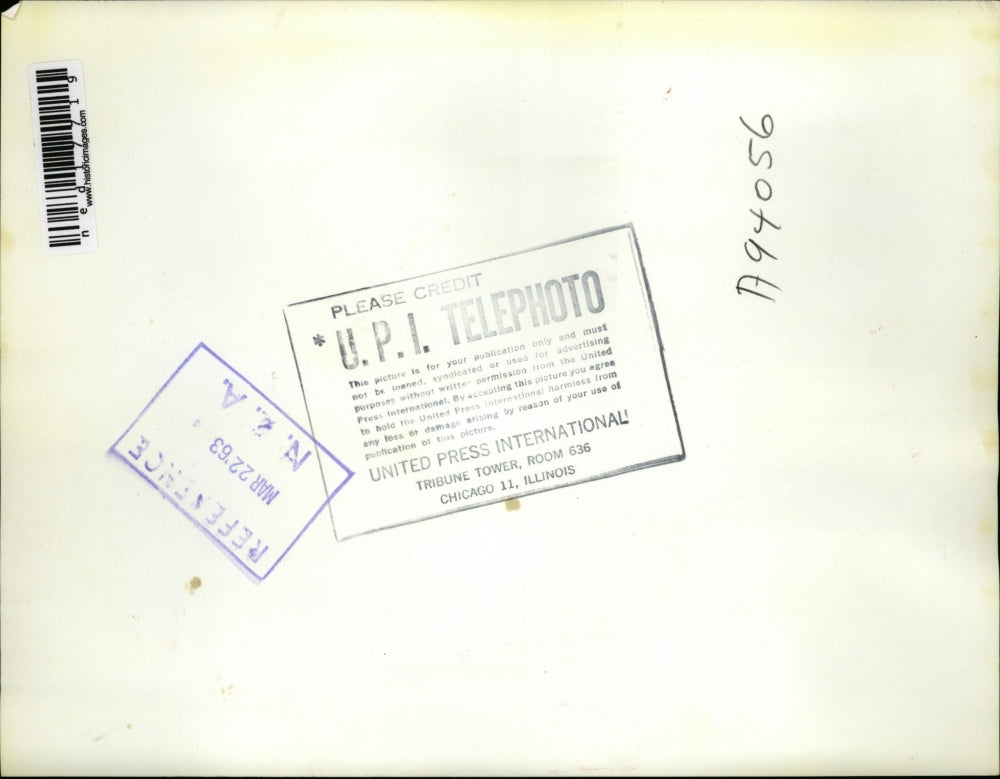 www.historicimages.com
A94056
PLEASE CREDIT
* U.P.I. TELEPHOTO
This picture is for your publication only and must
not be loaned, syndicated or used for advertising
purposes without written permission from the United
Press International. By accepting this picture you agree
to hold the United Press International harmless from
any loss or damage arising by reason of your use of
publication of this picture.
UNITED PRESS INTERNATIONAL
TRIBUNE TOWER, ROOM 636
CHICAGO 11, ILLINOIS
REFERENCE
MAR 22'63
N. E. A.